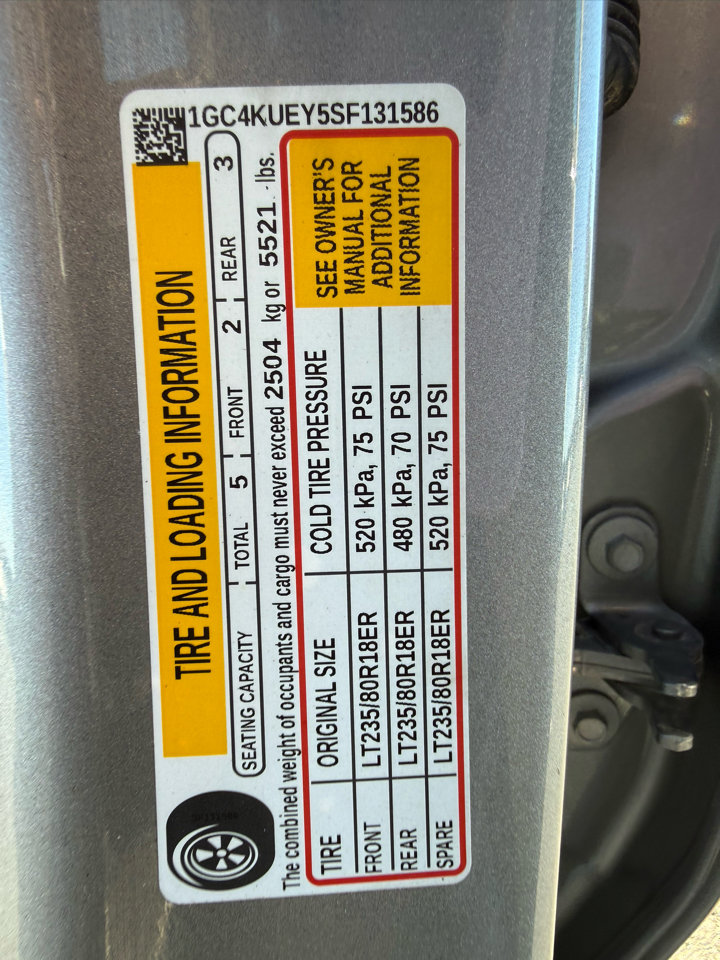 1GC4KUEY5SF131586
TIRE AND LOADING INFORMATION
SEATING CAPACITY TOTAL 5 FRONT 2 REAR 3
The combined weight of occupants and cargo must never exceed 2504 kg or 5521 lbs.
TIRE ORIGINAL SIZE COLD TIRE PRESSURE
FRONT LT235/80R18ER 520 kPa, 75 PSI
REAR LT235/80R18ER 480 kPa, 70 PSI
SPARE LT235/80R18ER 520 kPa, 75 PSI
SEE OWNER'S
MANUAL FOR
ADDITIONAL
INFORMATION